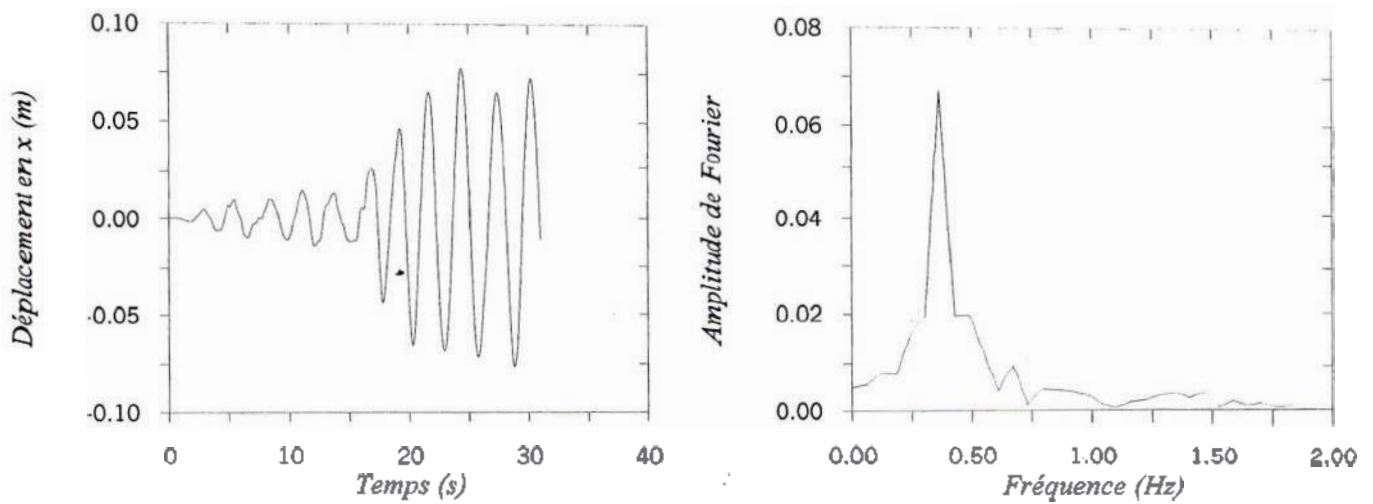 Déplacement en x (m)
0.10
0.05
0.00
-0.05
-0.10
0 10 20 30 40
Temps (s)
Amplitude de Fourier
0.08
0.06
0.04
0.02
0.00
0.00 0.50 1.00 1.50 2.00
Fréquence (Hz)